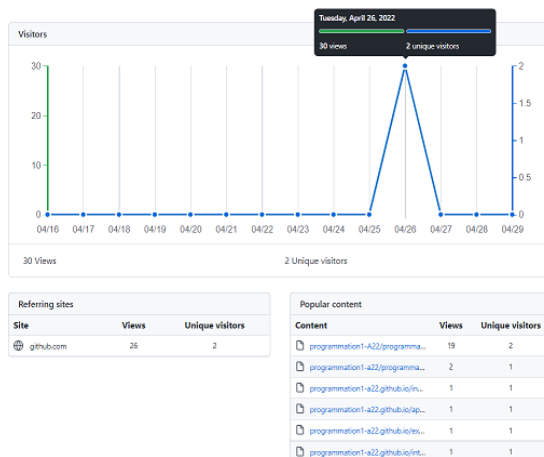 Tuesday, April 26, 2022
30 views 2 unique visitors
Visitors
30 2
20 1.5
1
10 0.5
0 0
04/16 04/17 04/18 04/19 04/20 04/21 04/22 04/23 04/24 04/25 04/26 04/27 04/28 04/29
30 Views 2 Unique visitors
Referring sites
Site Views Unique visitors
github.com 26 2
Popular content
Content Views Unique visitors
programmation1-A22/programma... 19 2
programmation1-a22/programma... 2 1
programmation1-a22.github.io/in... 1 1
programmation1-a22.github.io/ap... 1 1
programmation1-a22.github.io/ex... 1 1
programmation1-a22.github.io/int... 1 1